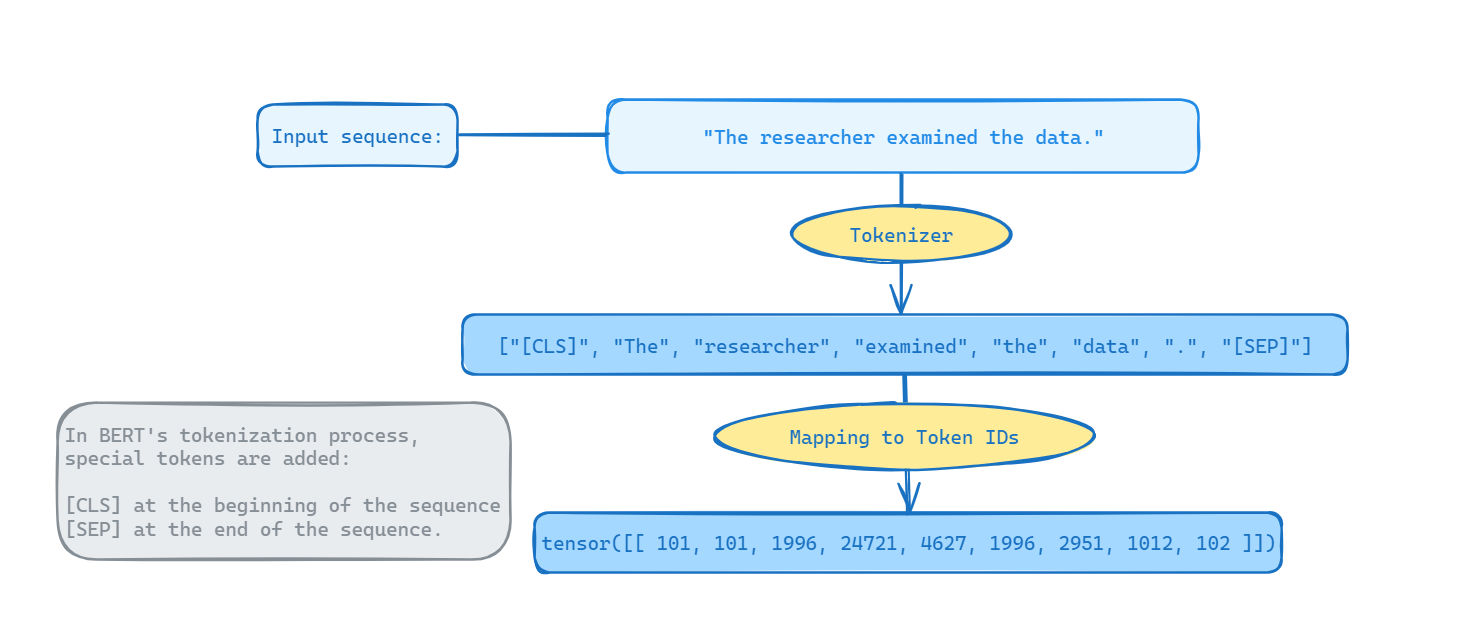 Input sequence:
"The researcher examined the data."
Tokenizer
["[CLS]", "The", "researcher", "examined", "the", "data", ".", "[SEP]"]
Mapping to Token IDs
In BERT's tokenization process,
special tokens are added:
[CLS] at the beginning of the sequence
[SEP] at the end of the sequence.
tensor([[ 101, 101, 1996, 24721, 4627, 1996, 2951, 1012, 102 ]])